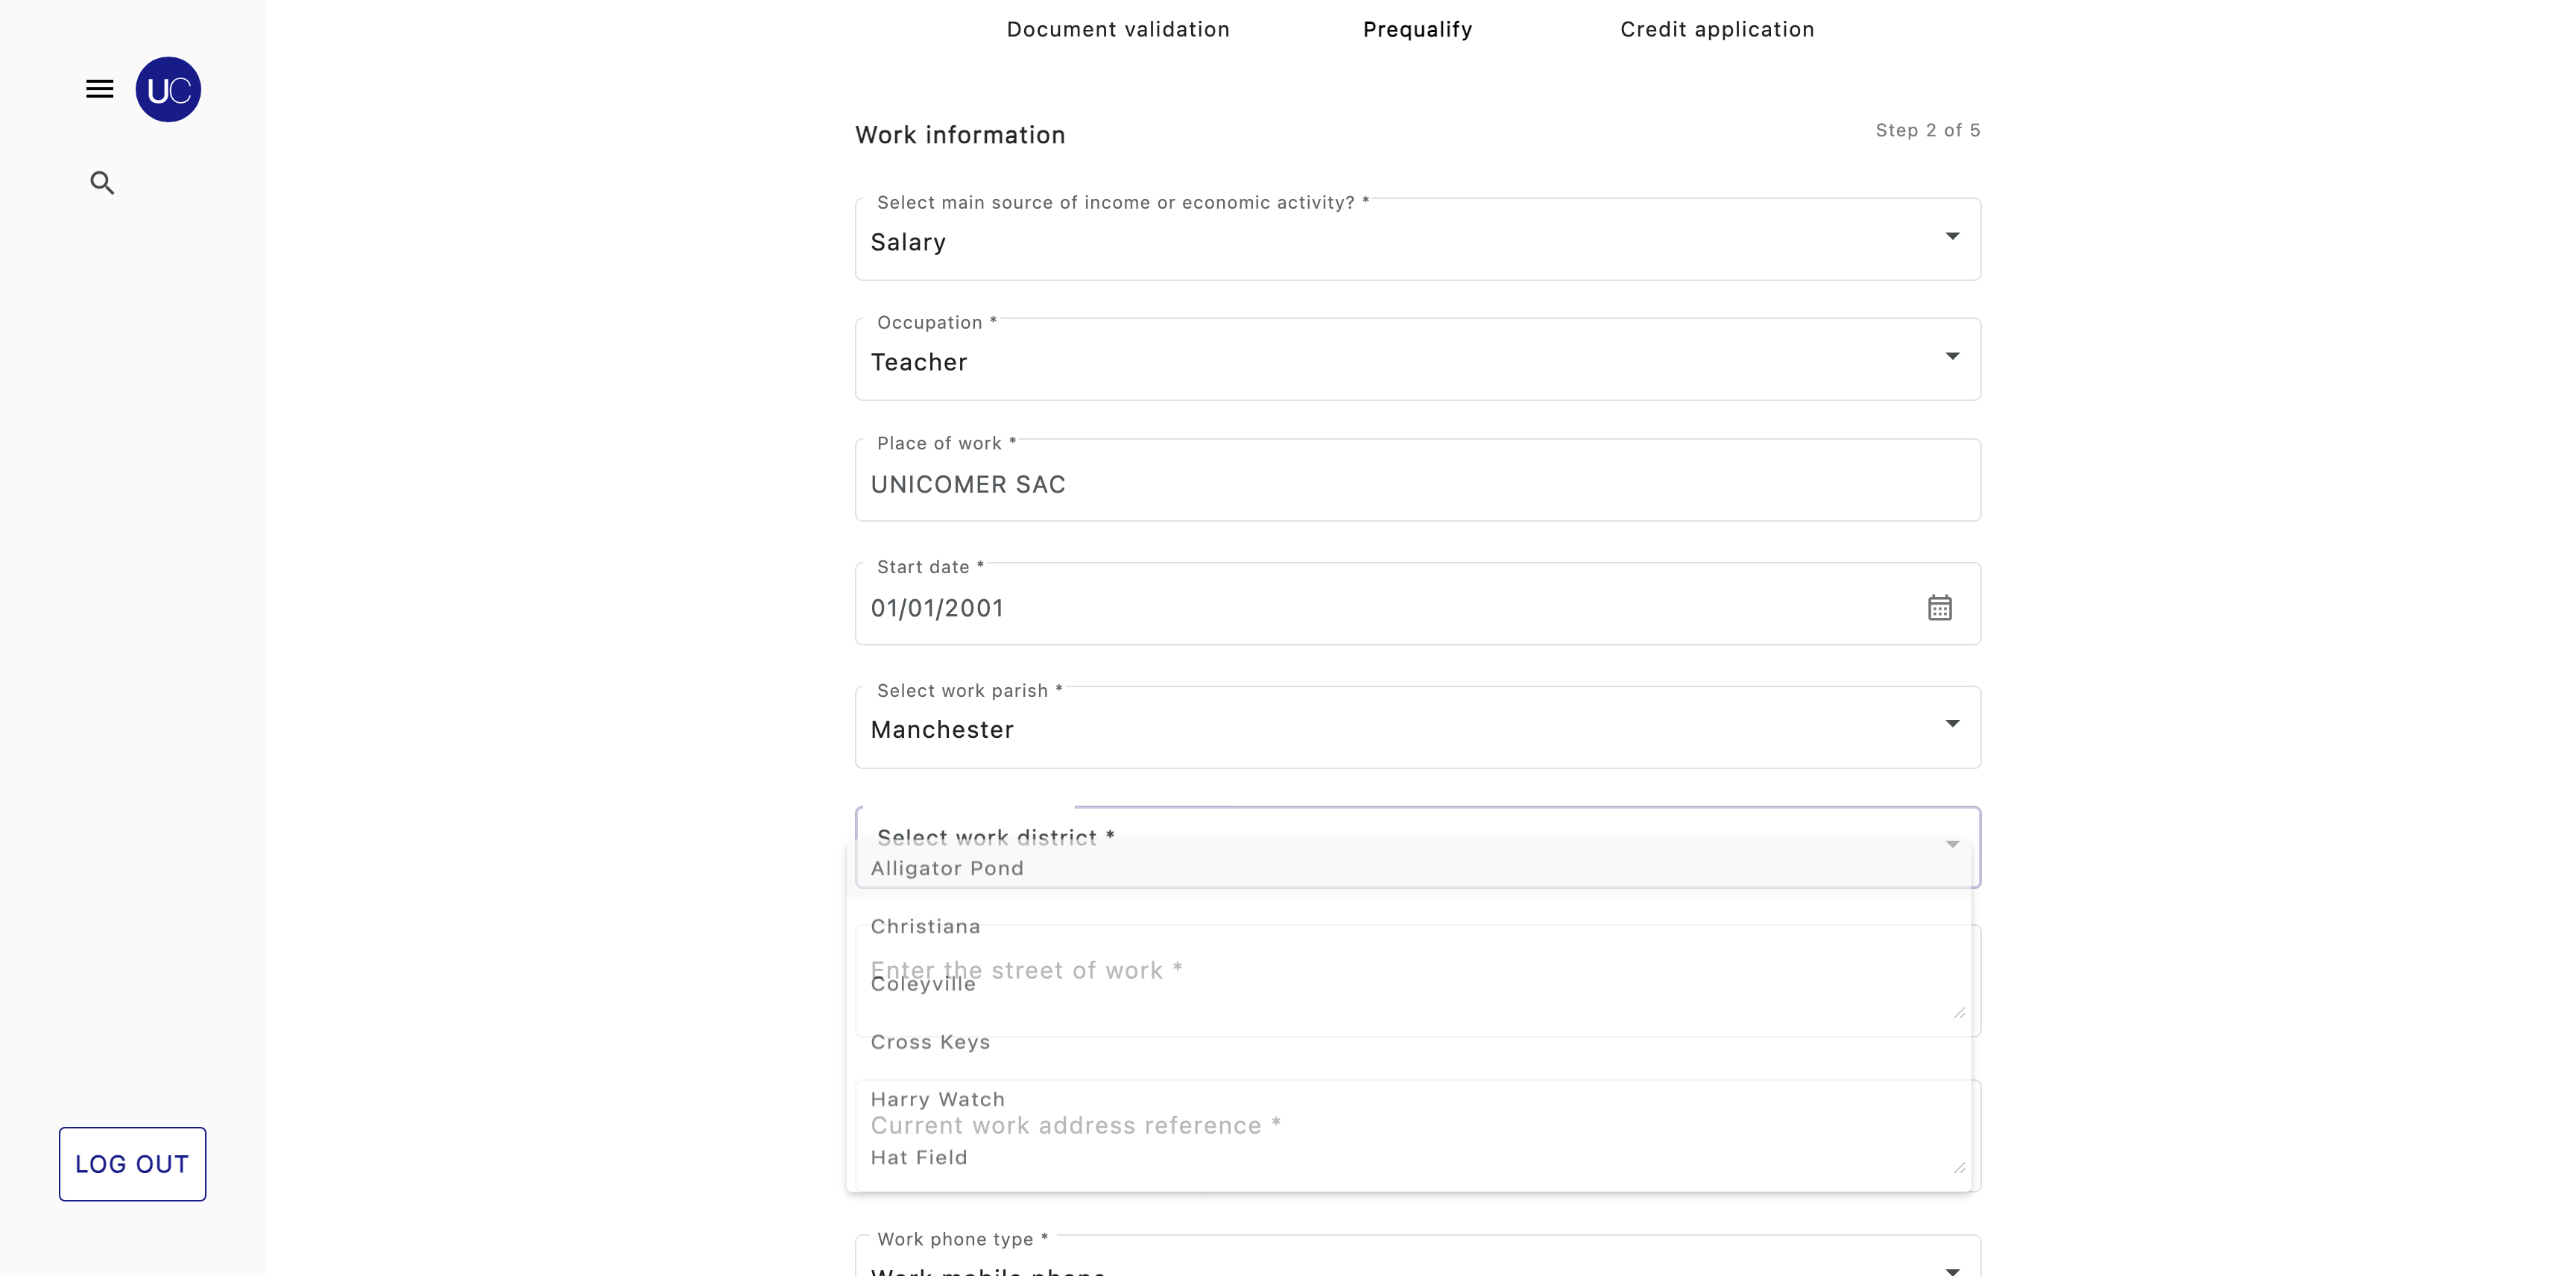 Document validation Prequalify Credit application
UC
Work information Step 2 of 5
Select main source of income or economic activity? *
Salary
Occupation *
Teacher
Place of work *
UNICOMER SAC
Start date *
01/01/2001
Select work parish *
Manchester
Select work district *
Alligator Pond
Christiana
Enter the street of work *
Coleyville
Cross Keys
Harry Watch
Current work address reference *
Hat Field
LOG OUT
Work phone type *
Work mobile phone